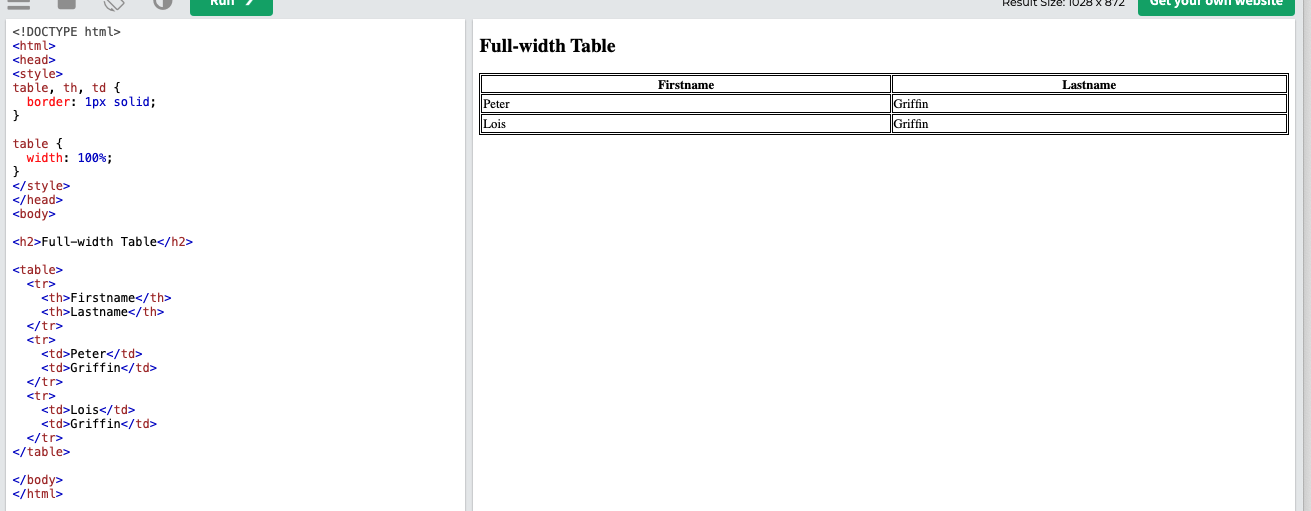 Run ❯
Result Size: 1028 x 872
Get your own website
<!DOCTYPE html>
<html>
<head>
<style>
table, th, td {
  border: 1px solid;
}

table {
  width: 100%;
}
</style>
</head>
<body>

<h2>Full-width Table</h2>

<table>
  <tr>
    <th>Firstname</th>
    <th>Lastname</th>
  </tr>
  <tr>
    <td>Peter</td>
    <td>Griffin</td>
  </tr>
  <tr>
    <td>Lois</td>
    <td>Griffin</td>
  </tr>
</table>

</body>
</html>
Full-width Table
Firstname Lastname
Peter Griffin
Lois Griffin